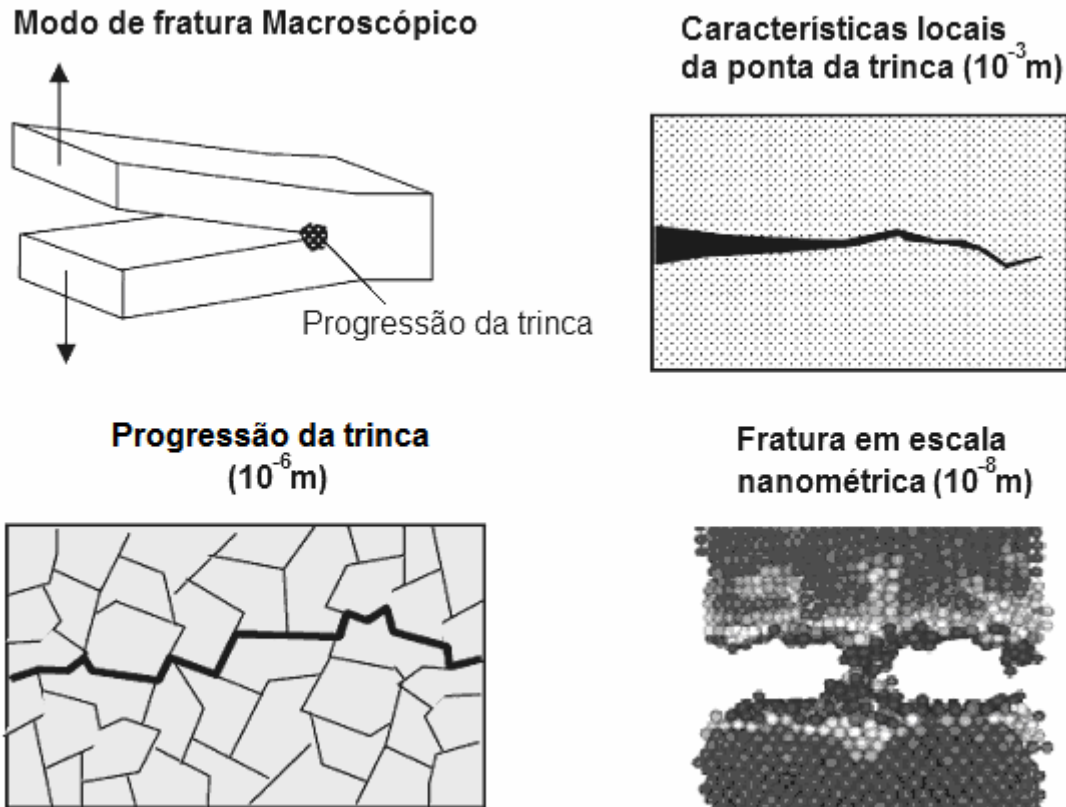 Modo de fratura Macroscópico
Características locais
da ponta da trinca (10⁻³m)
Progressão da trinca
Progressão da trinca
(10⁻⁶m)
Fratura em escala
nanométrica (10⁻⁸m)